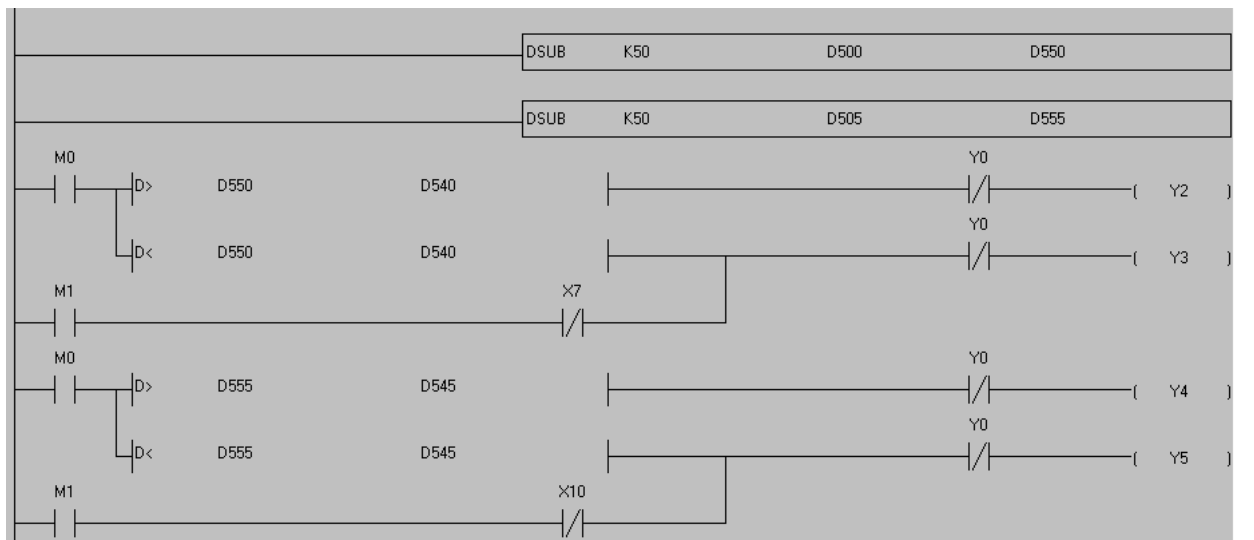 DSUB K50 D500 D550
DSUB K50 D505 D555
M0 Y0
D> D550 D540 ( Y2 )
Y0
D< D550 D540 ( Y3 )
M1 X7
M0 Y0
D> D555 D545 ( Y4 )
Y0
D< D555 D545 ( Y5 )
M1 X10